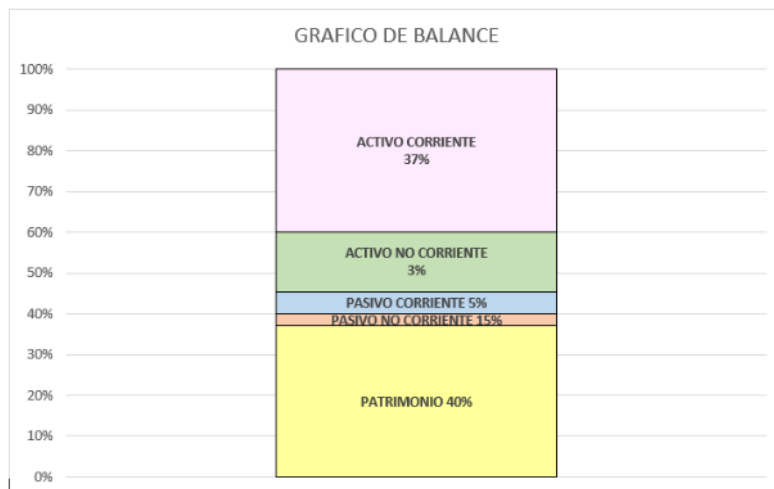 GRAFICO DE BALANCE
100%
90%
80%
70%
60%
50%
40%
30%
20%
10%
0%
ACTIVO CORRIENTE
37%
ACTIVO NO CORRIENTE
3%
PASIVO CORRIENTE 5%
PASIVO NO CORRIENTE 15%
PATRIMONIO 40%